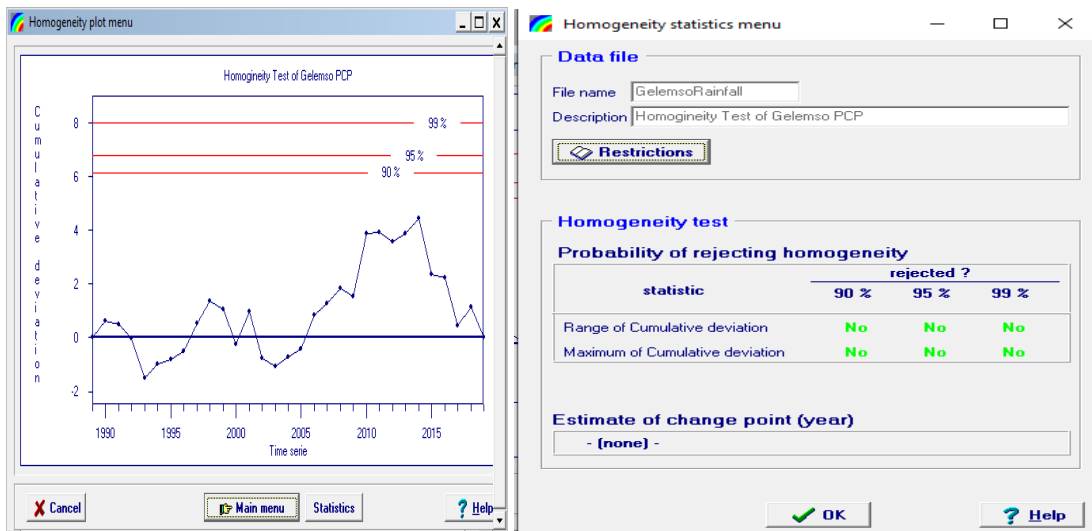 Homogeneity plot menu
Homogineity Test of Gelemso PCP
Cumulative deviation
8
6
4
2
0
-2
99 %
95 %
90 %
1990
1995
2000
2005
2010
2015
Time serie
Cancel
Main menu
Statistics
Help
Homogeneity statistics menu
Data file
File name GelemsoRainfall
Description Homogineity Test of Gelemso PCP
Restrictions
Homogeneity test
Probability of rejecting homogeneity
rejected ?
statistic 90 % 95 % 99 %
Range of Cumulative deviation No No No
Maximum of Cumulative deviation No No No
Estimate of change point (year)
- (none) -
OK
Help